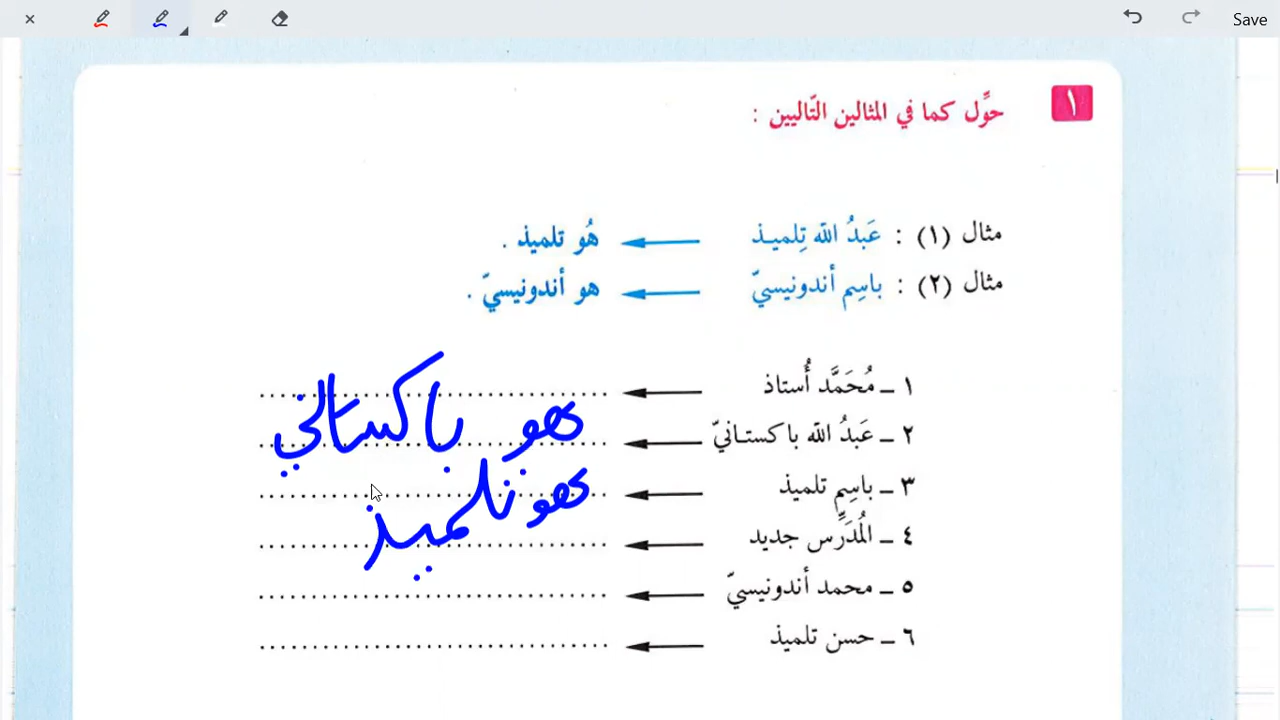 Save
١
حوِّل كما في المثالين التّاليين :
مثال (١) : عَبدُ الله تِلميـذ ← هُو تلميذ .
مثال (٢) : باسِم أندونيسيّ ← هو أندونيسيّ .
١ ـ مُحَمَّد أُستاذ ← ..............................
٢ ـ عَبدُ الله باكستـانيّ ← هو باكستاني
٣ ـ باسِم تلميذ ← هو تلميذ
٤ ـ المُدَرِّس جديد ← ..............................
٥ ـ محمد أندونيسيّ ← ..............................
٦ ـ حسن تلميذ ← ..............................